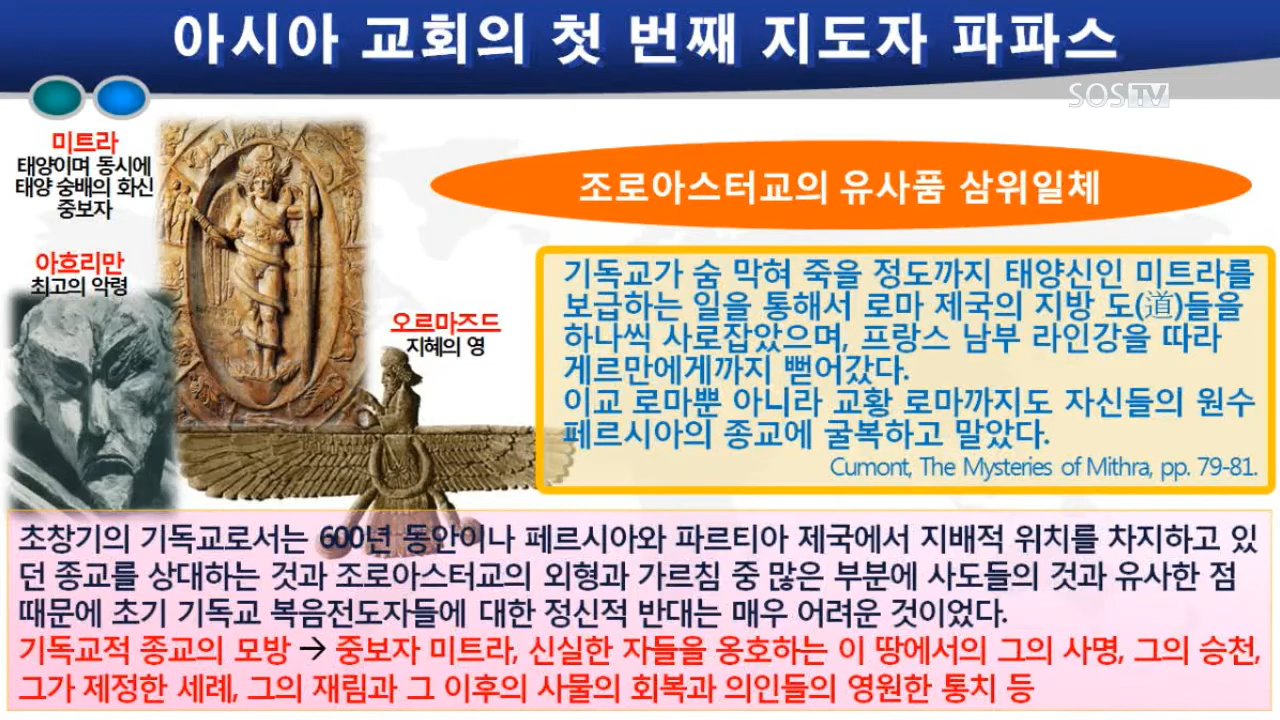 아시아 교회의 첫 번째 지도자 파파스
SOSTV
미트라
태양이며 동시에
태양 숭배의 화신
중보자
아흐리만
최고의 악령
오르마즈드
지혜의 영
조로아스터교의 유사품 삼위일체
기독교가 숨 막혀 죽을 정도까지 태양신인 미트라를
보급하는 일을 통해서 로마 제국의 지방 도(道)들을
하나씩 사로잡았으며, 프랑스 남부 라인강을 따라
게르만에게까지 뻗어갔다.
이교 로마뿐 아니라 교황 로마까지도 자신들의 원수
페르시아의 종교에 굴복하고 말았다.
Cumont, The Mysteries of Mithra, pp. 79-81.
초창기의 기독교로서는 600년 동안이나 페르시아와 파르티아 제국에서 지배적 위치를 차지하고 있
던 종교를 상대하는 것과 조로아스터교의 외형과 가르침 중 많은 부분에 사도들의 것과 유사한 점
때문에 초기 기독교 복음전도자들에 대한 정신적 반대는 매우 어려운 것이었다.
기독교적 종교의 모방 → 중보자 미트라, 신실한 자들을 옹호하는 이 땅에서의 그의 사명, 그의 승천,
그가 제정한 세례, 그의 재림과 그 이후의 사물의 회복과 의인들의 영원한 통치 등